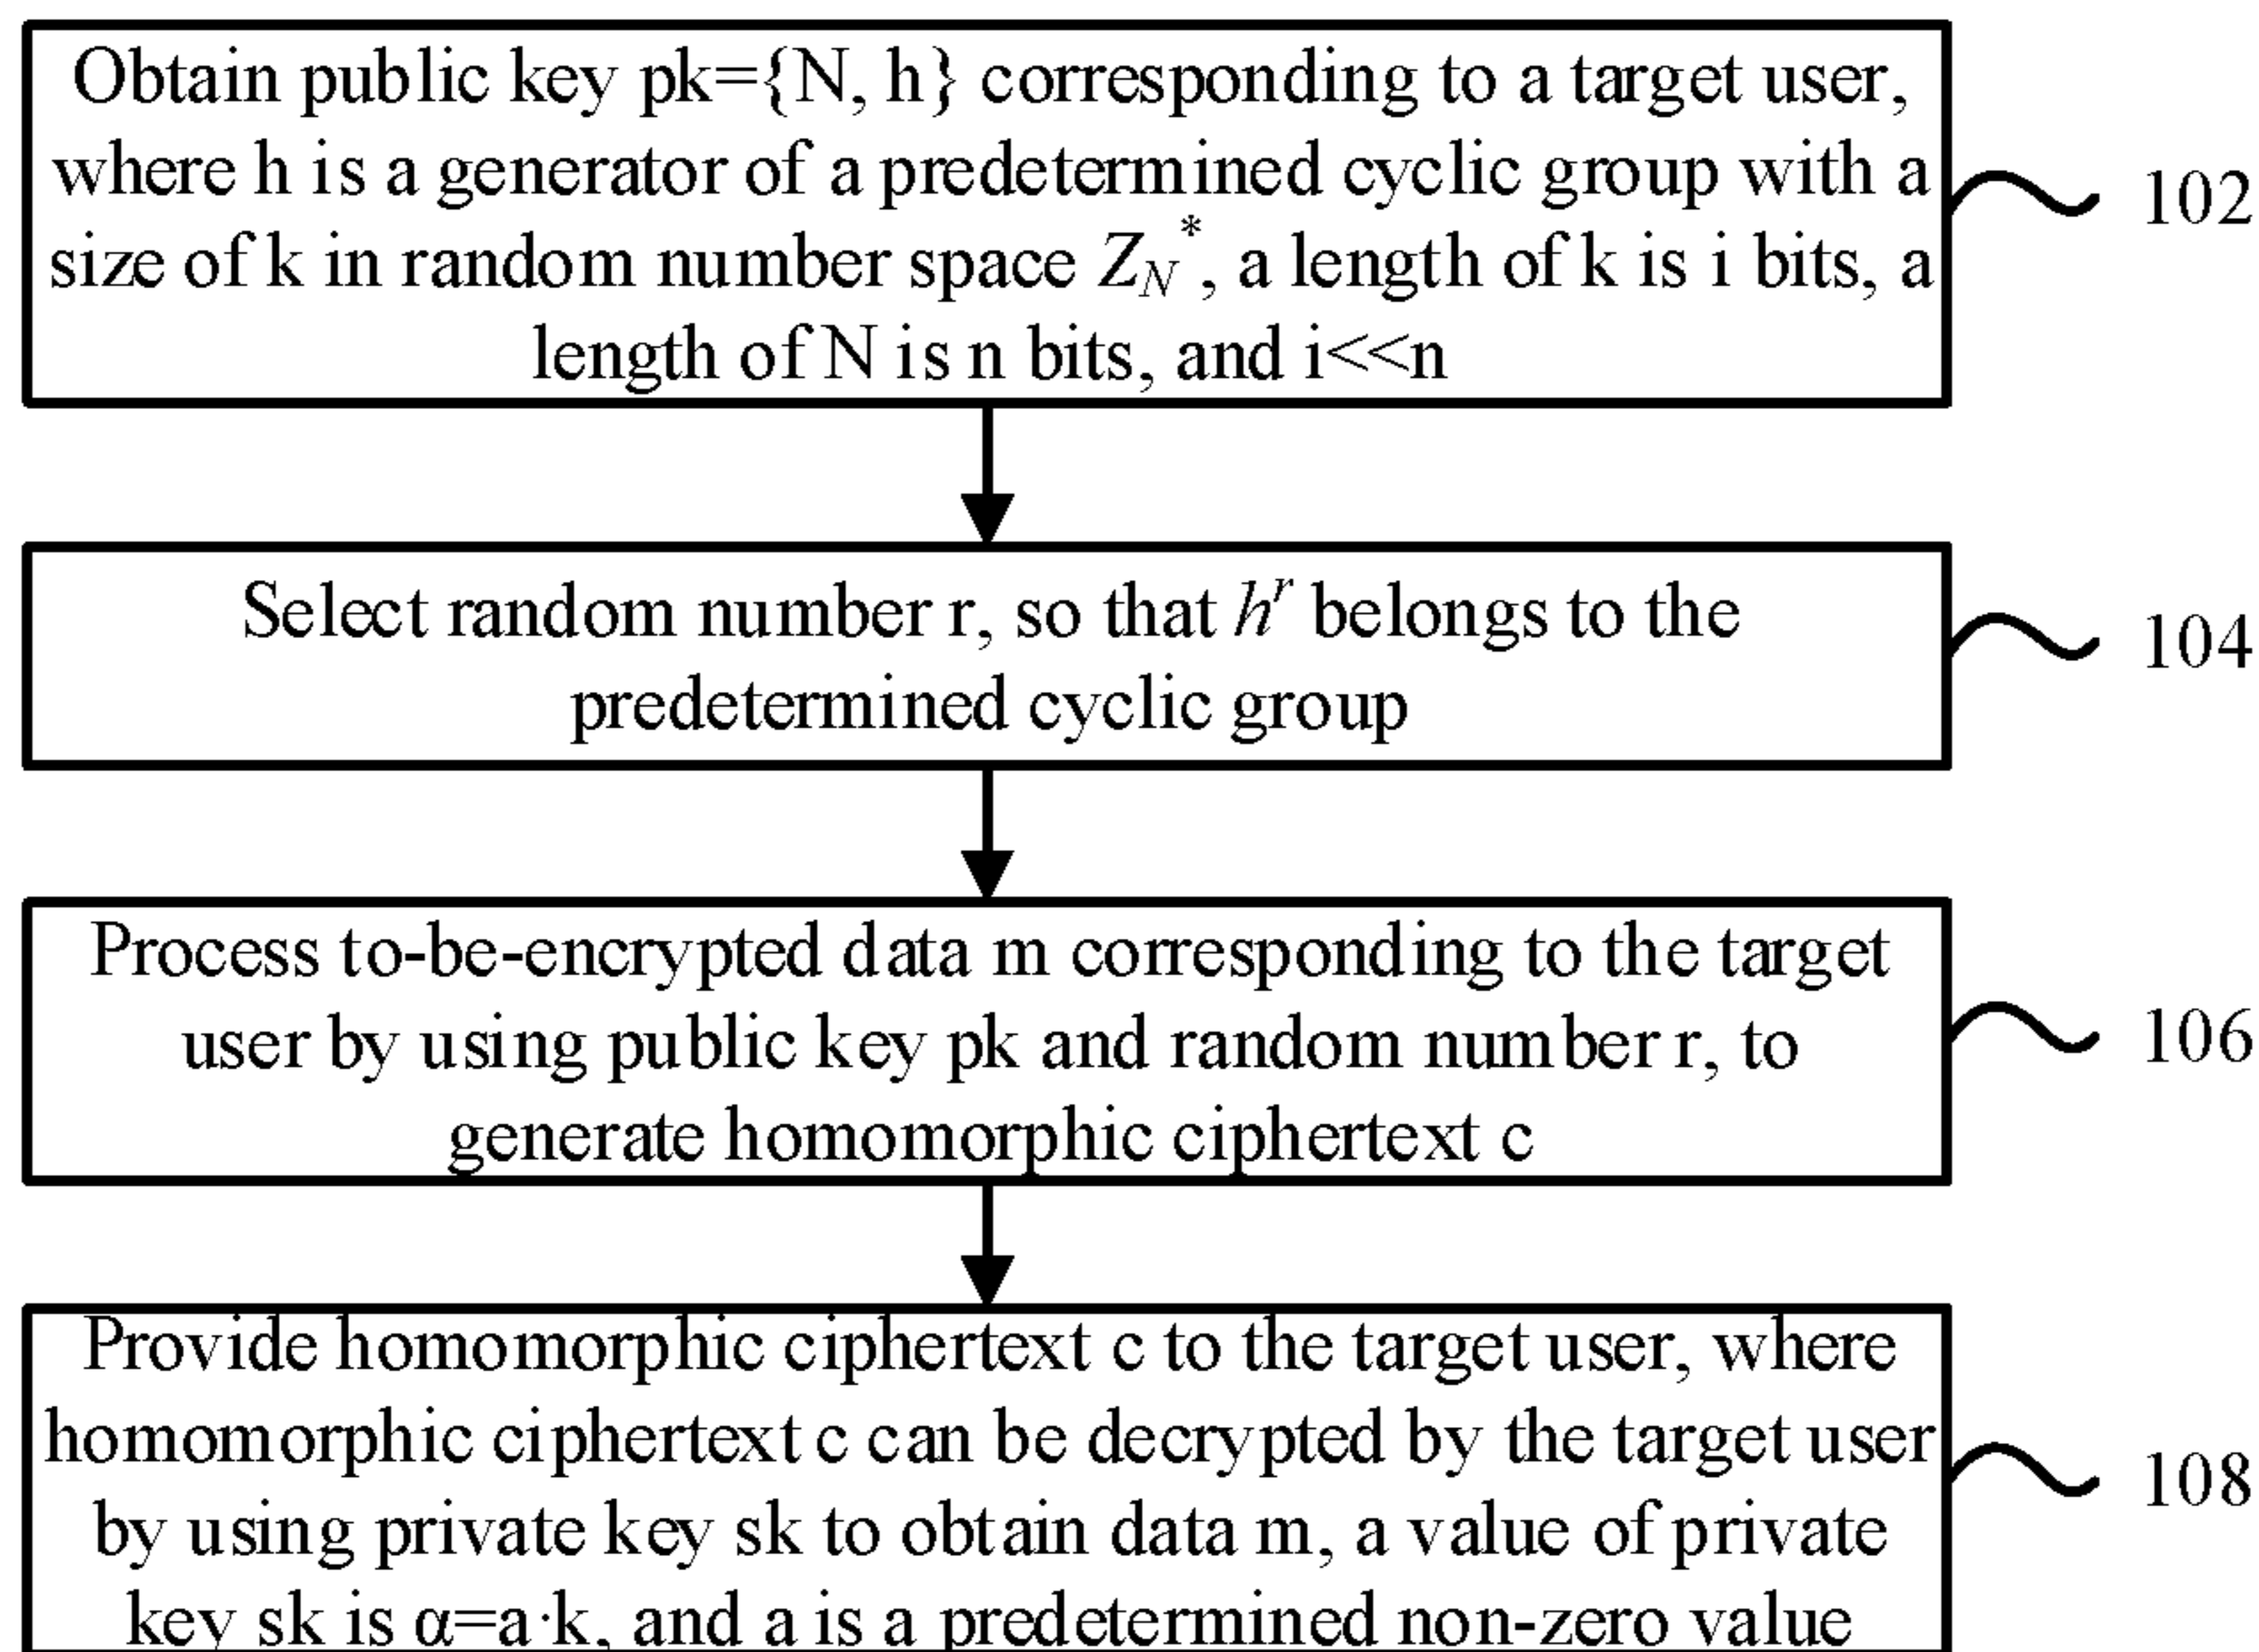 Obtain public key pk={N, h} corresponding to a target user,
where h is a generator of a predetermined cyclic group with a
size of k in random number space Z_N^*, a length of k is i bits, a
length of N is n bits, and i<<n
102
Select random number r, so that h^r belongs to the
predetermined cyclic group
104
Process to-be-encrypted data m corresponding to the target
user by using public key pk and random number r, to
generate homomorphic ciphertext c
106
Provide homomorphic ciphertext c to the target user, where
homomorphic ciphertext c can be decrypted by the target user
by using private key sk to obtain data m, a value of private
key sk is α=a·k, and a is a predetermined non-zero value
108